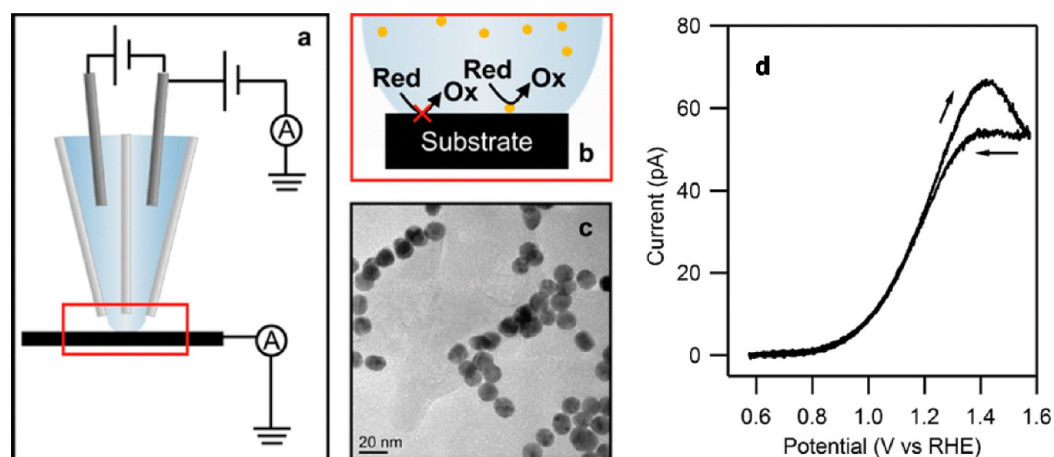 a
A
A
Red
Ox
Red
Ox
Substrate
b
c
20 nm
d
Current (pA)
80
60
40
20
0
0.6 0.8 1.0 1.2 1.4 1.6
Potential (V vs RHE)